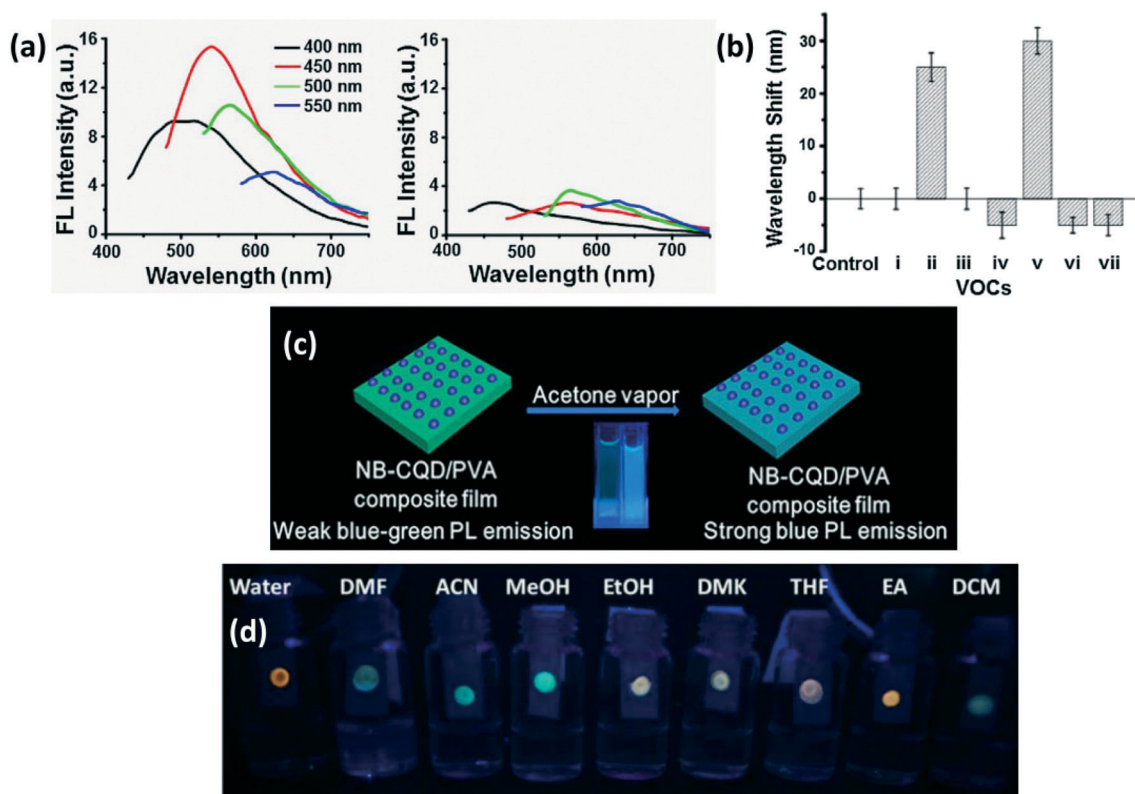 (a)
FL Intensity (a.u.)
16
12
8
4
0
400 500 600 700
Wavelength (nm)
400 nm
450 nm
500 nm
550 nm
FL Intensity (a.u.)
16
12
8
4
0
400 500 600 700
Wavelength (nm)
(b)
Wavelength Shift (nm)
30
20
10
0
-10
Control i ii iii iv v vi vii
VOCs
(c)
Acetone vapor
NB-CQD/PVA
composite film
Weak blue-green PL emission
NB-CQD/PVA
composite film
Strong blue PL emission
Water DMF ACN MeOH EtOH DMK THF EA DCM
(d)